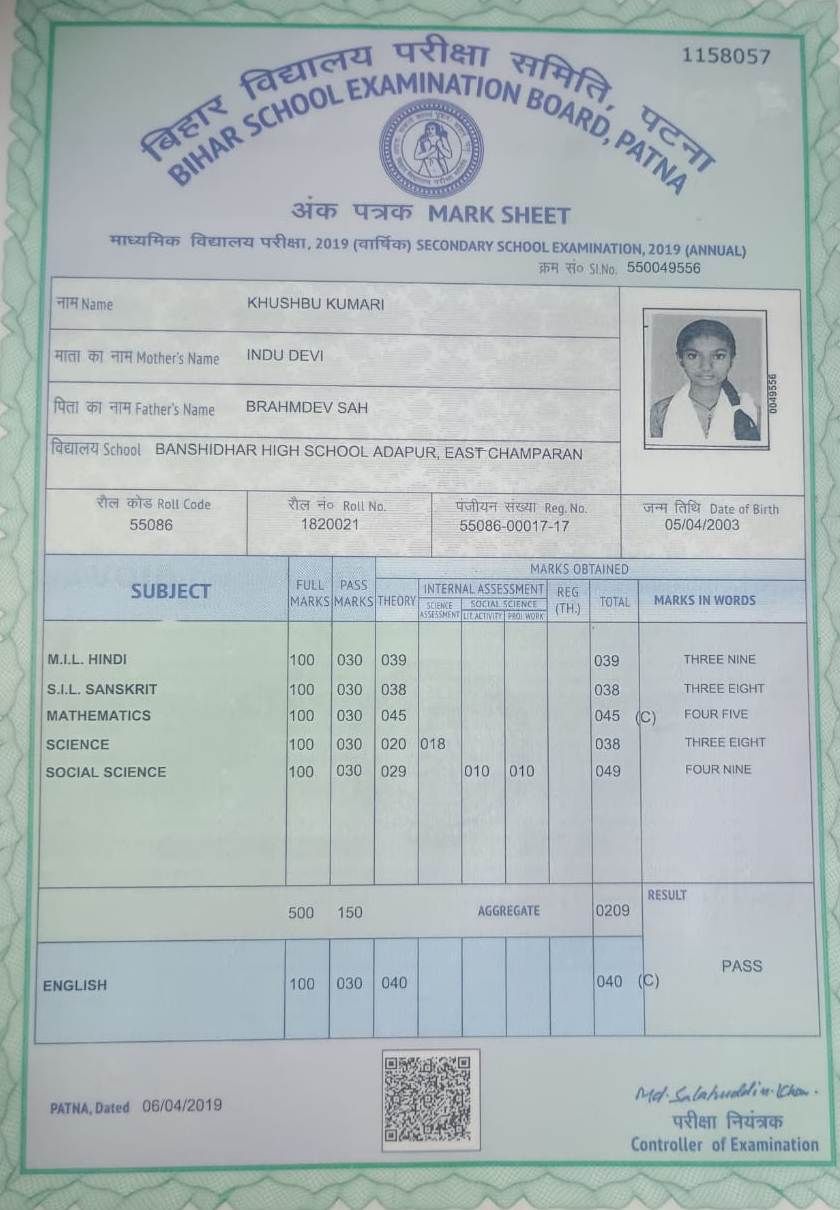 1158057
बिहार विद्यालय परीक्षा समिति, पटना
BIHAR SCHOOL EXAMINATION BOARD, PATNA
अंक पत्रक MARK SHEET
माध्यमिक विद्यालय परीक्षा, 2019 (वार्षिक) SECONDARY SCHOOL EXAMINATION, 2019 (ANNUAL)
क्रम सं० Sl.No. 550049556
नाम Name KHUSHBU KUMARI
माता का नाम Mother's Name INDU DEVI
पिता का नाम Father's Name BRAHMDEV SAH
0049556
विद्यालय School BANSHIDHAR HIGH SCHOOL ADAPUR, EAST CHAMPARAN
रौल कोड Roll Code रौल नं० Roll No. पंजीयन संख्या Reg. No. जन्म तिथि Date of Birth
55086 1820021 55086-00017-17 05/04/2003
MARKS OBTAINED
SUBJECT FULL MARKS PASS MARKS THEORY INTERNAL ASSESSMENT REG (TH.) TOTAL MARKS IN WORDS
SCIENCE ASSESSMENT SOCIAL SCIENCE
LIT.ACTIVITY PROJ WORK
M.I.L. HINDI 100 030 039 039 THREE NINE
S.I.L. SANSKRIT 100 030 038 038 THREE EIGHT
MATHEMATICS 100 030 045 045 (C) FOUR FIVE
SCIENCE 100 030 020 018 038 THREE EIGHT
SOCIAL SCIENCE 100 030 029 010 010 049 FOUR NINE
500 150 AGGREGATE 0209 RESULT
PASS
ENGLISH 100 030 040 040 (C)
PATNA, Dated 06/04/2019
Md. Salahuddin Khan.
परीक्षा नियंत्रक
Controller of Examination